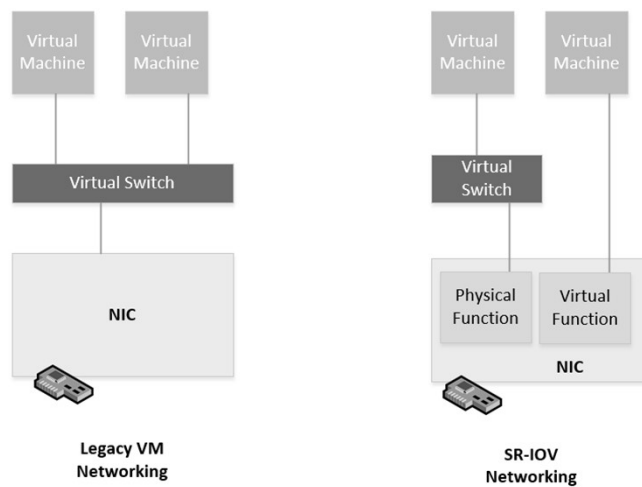 Virtual
Machine
Virtual
Machine
Virtual Switch
NIC
Legacy VM
Networking
Virtual
Machine
Virtual
Machine
Virtual
Switch
Physical
Function
Virtual
Function
NIC
SR-IOV
Networking